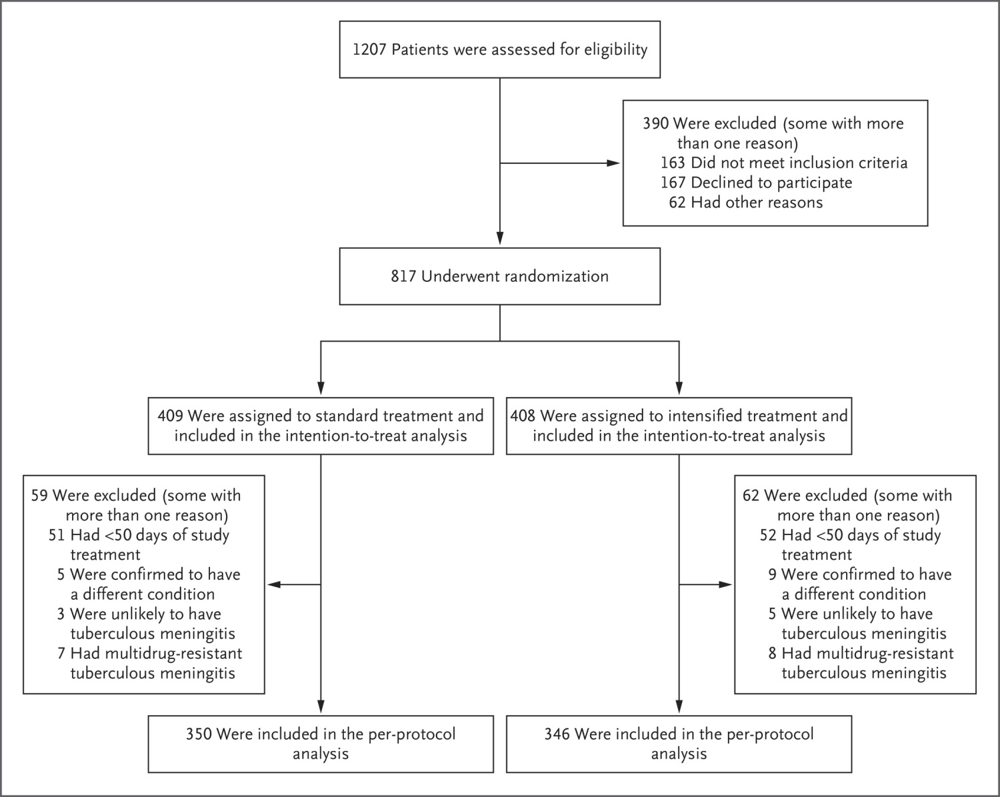 1207 Patients were assessed for eligibility
390 Were excluded (some with more
than one reason)
163 Did not meet inclusion criteria
167 Declined to participate
62 Had other reasons
817 Underwent randomization
409 Were assigned to standard treatment and
included in the intention-to-treat analysis
408 Were assigned to intensified treatment and
included in the intention-to-treat analysis
59 Were excluded (some with
more than one reason)
51 Had <50 days of study
treatment
5 Were confirmed to have
a different condition
3 Were unlikely to have
tuberculous meningitis
7 Had multidrug-resistant
tuberculous meningitis
62 Were excluded (some with
more than one reason)
52 Had <50 days of study
treatment
9 Were confirmed to have
a different condition
5 Were unlikely to have
tuberculous meningitis
8 Had multidrug-resistant
tuberculous meningitis
350 Were included in the per-protocol
analysis
346 Were included in the per-protocol
analysis